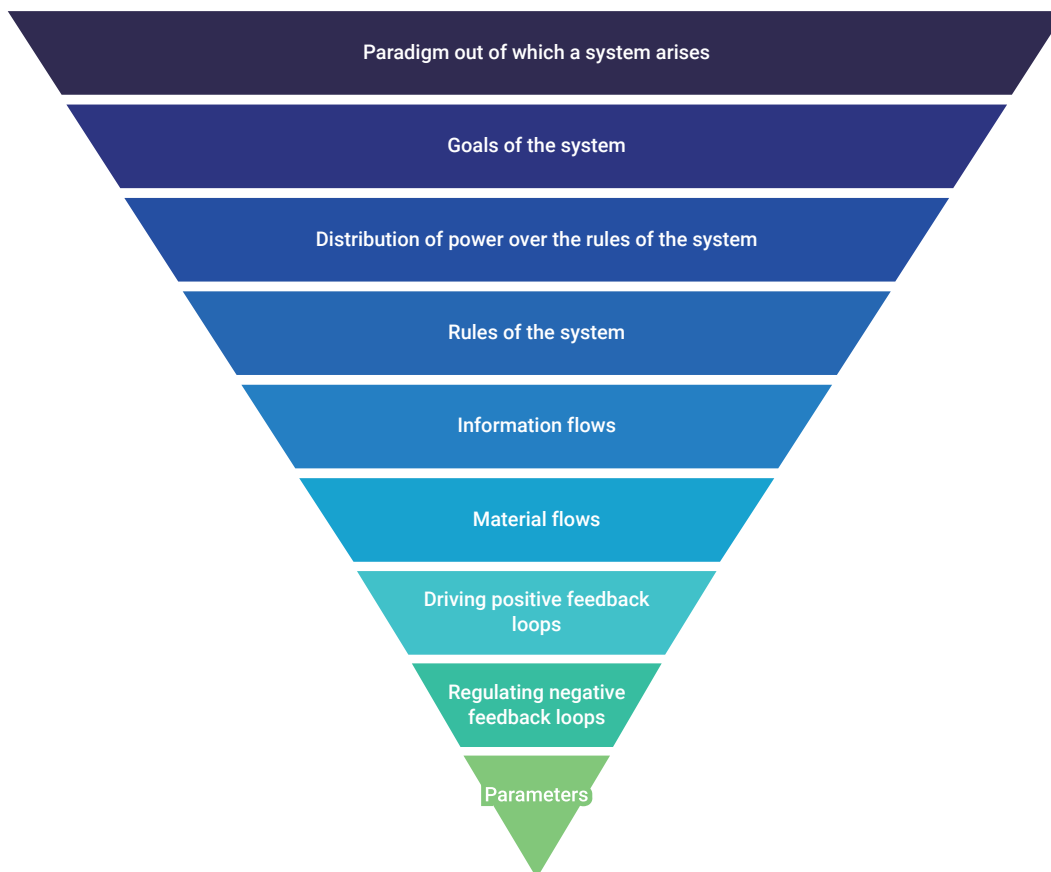 Paradigm out of which a system arises
Goals of the system
Distribution of power over the rules of the system
Rules of the system
Information flows
Material flows
Driving positive feedback
loops
Regulating negative
feedback loops
Parameters